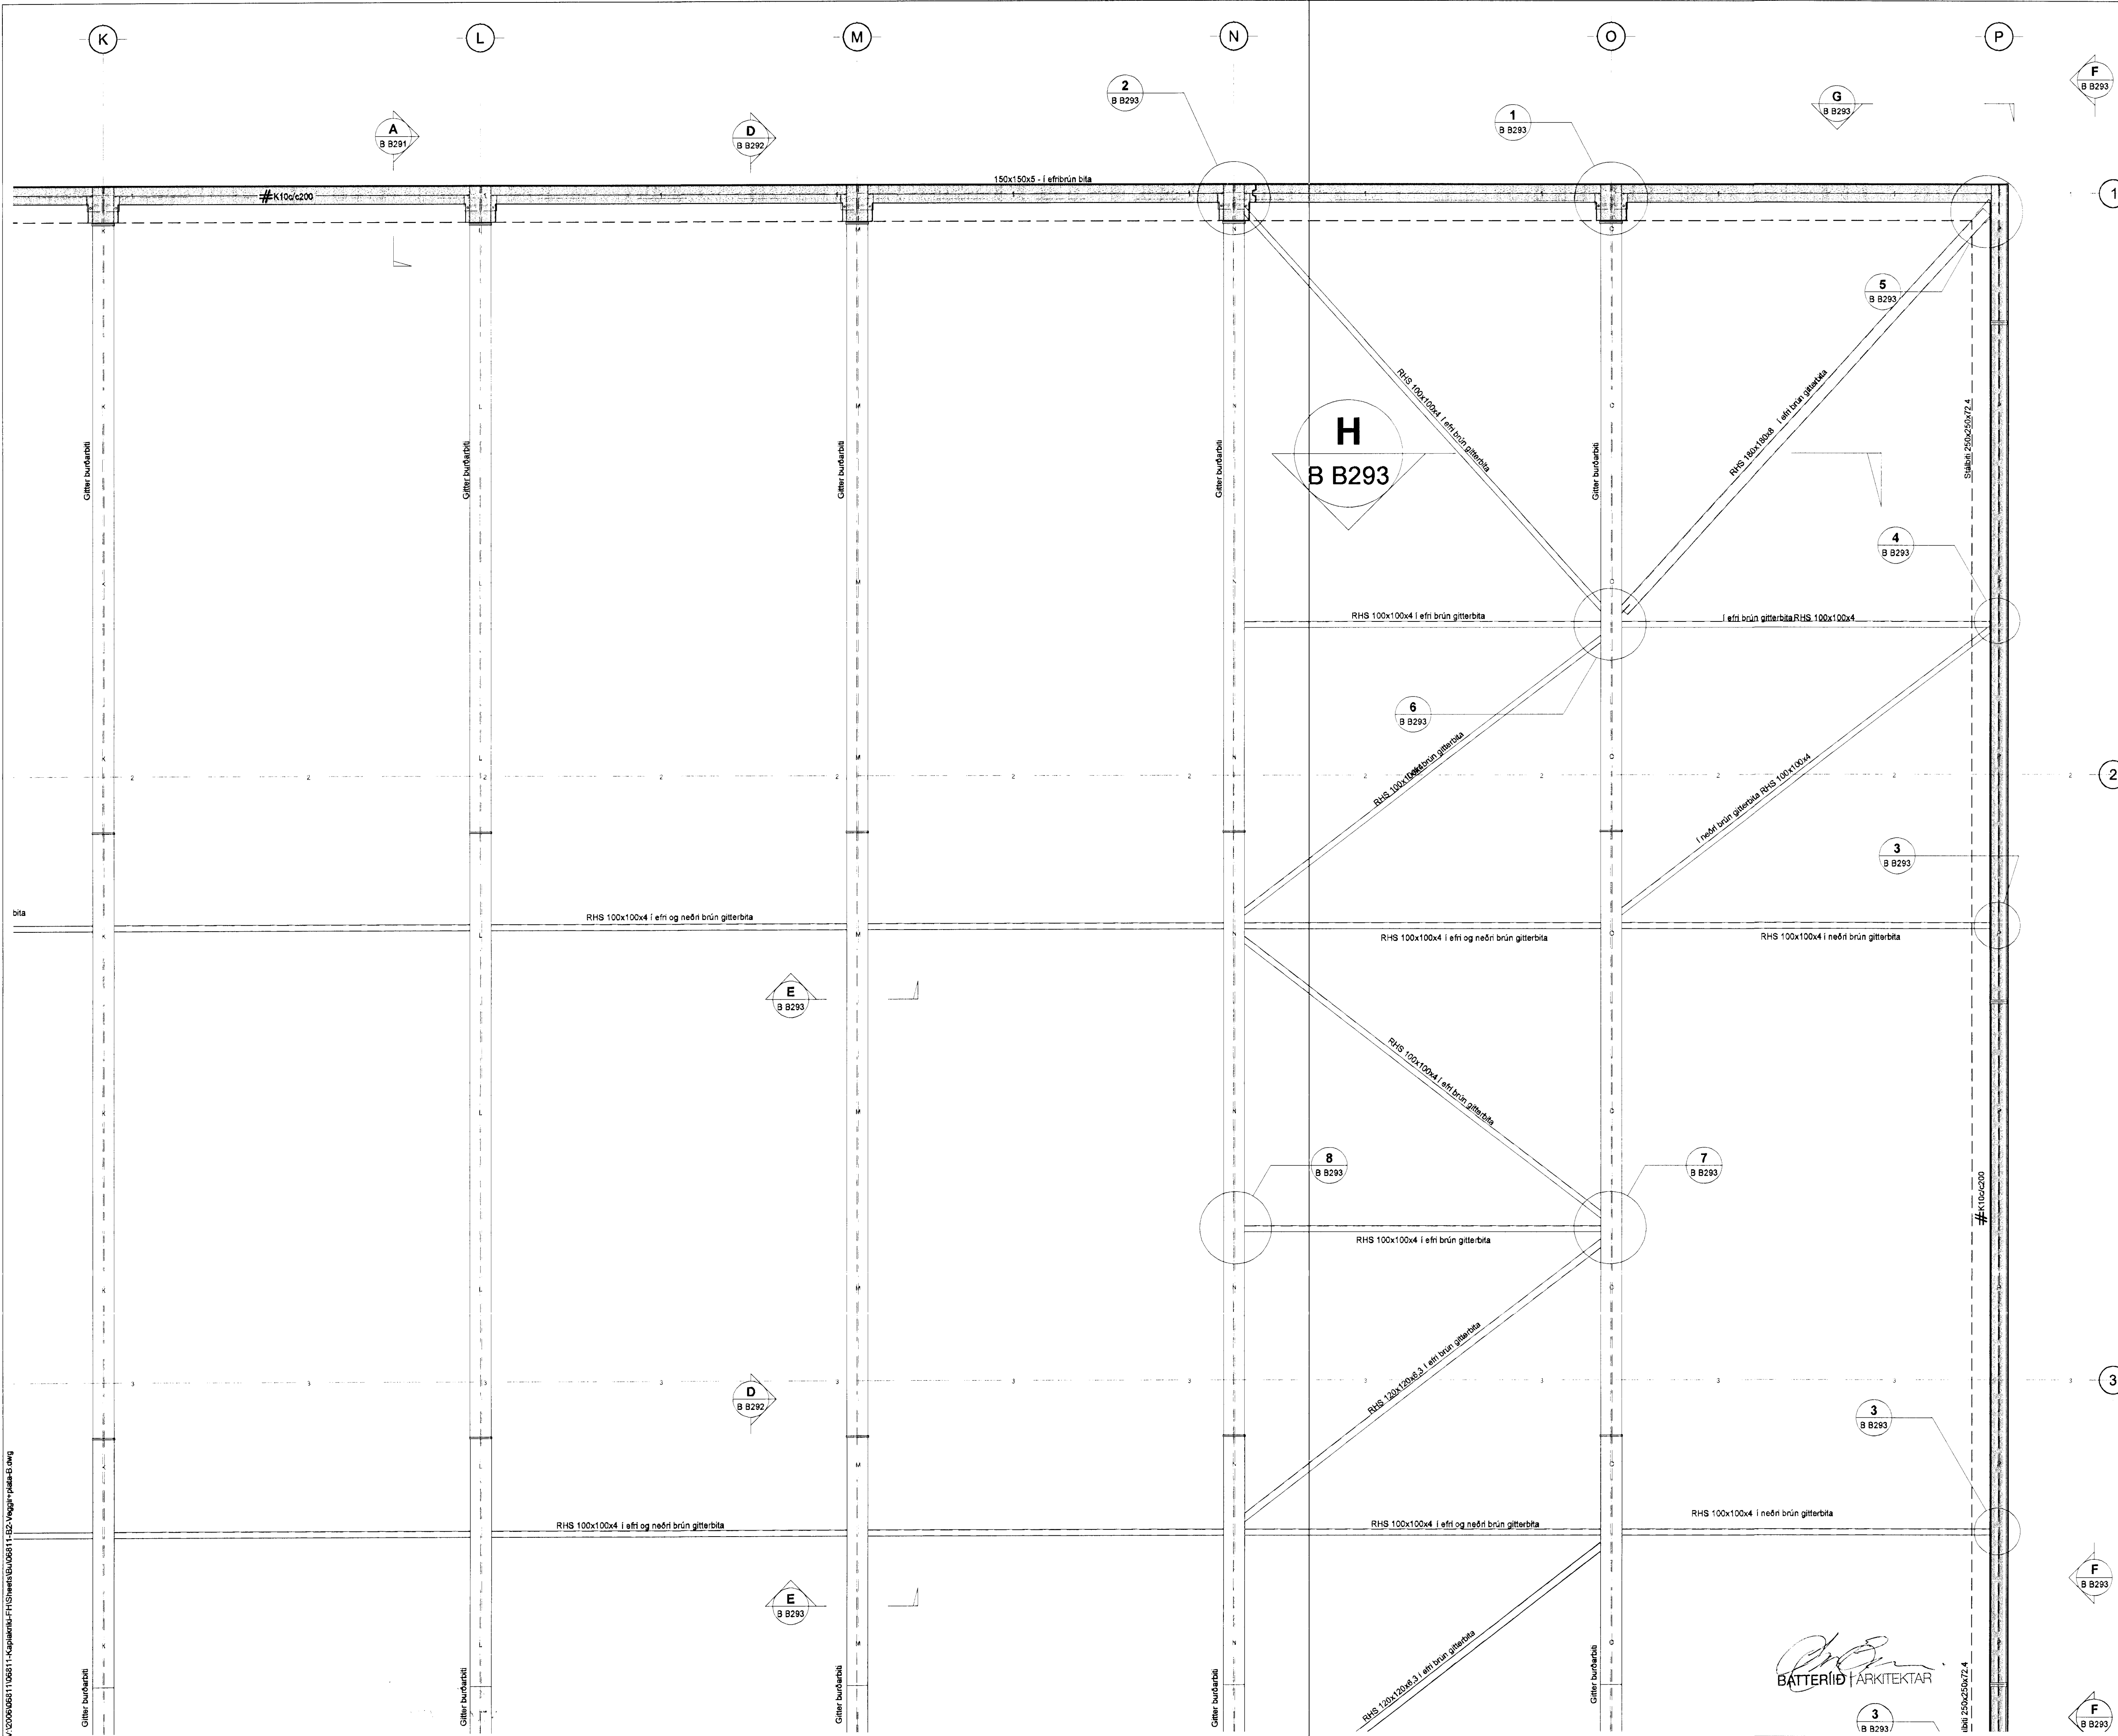 K
L
M
N
O
P
2
B B293
1
B B293
G
B B293
F
B B293
A
B B291
D
B B292
150x150x5 - í efribrún bita
#K10c/c200
1
5
B B293
RHS 100x100x4 í efri brún gitterbita
RHS 180x180x8 í efri brún gitterbita
Stálbiti 250x250x72.4
H
B B293
Gitter burðarbiti
Gitter burðarbiti
Gitter burðarbiti
Gitter burðarbiti
Gitter burðarbiti
4
B B293
RHS 100x100x4 í efri brún gitterbita
í efri brún gitterbita RHS 100x100x4
6
B B293
RHS 100x100x4 brún gitterbita
í neðri brún gitterbita RHS 100x100x4
2
3
B B293
bita
RHS 100x100x4 í efri og neðri brún gitterbita
RHS 100x100x4 í efri og neðri brún gitterbita
RHS 100x100x4 í neðri brún gitterbita
E
B B293
RHS 100x100x4 í efri brún gitterbita
8
B B293
7
B B293
#K10c/c200
RHS 100x100x4 í efri brún gitterbita
RHS 120x120x6,3 í efri brún gitterbita
3
D
B B292
3
B B293
RHS 100x100x4 í efri og neðri brún gitterbita
RHS 100x100x4 í efri og neðri brún gitterbita
RHS 100x100x4 í neðri brún gitterbita
E
B B293
F
B B293
RHS 120x120x6,3 í efri brún gitterbita
Gitter burðarbiti
Gitter burðarbiti
Gitter burðarbiti
Gitter burðarbiti
Gitter burðarbiti
BATTERÍIÐ | ARKITEKTAR
250x250x72.4
3
B B293
F
B B293